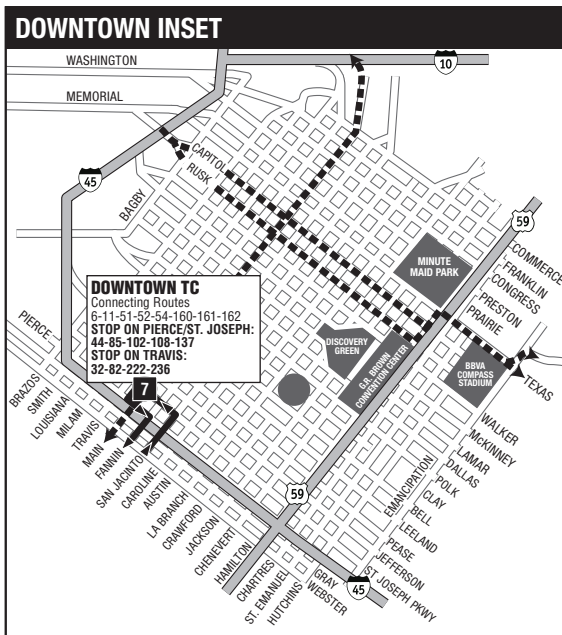 DOWNTOWN INSET
WASHINGTON
10
MEMORIAL
CAPITOL
RUSK
45
BAGBY
59
MINUTE
MAID PARK
COMMERCE
FRANKLIN
CONGRESS
PRESTON
PRAIRIE
DOWNTOWN TC
Connecting Routes
6-11-51-52-54-160-161-162
STOP ON PIERCE/ST. JOSEPH:
44-85-102-108-137
STOP ON TRAVIS:
32-82-222-236
7
DISCOVERY
GREEN
G.R. BROWN
CONVENTION CENTER
BBVA
COMPASS
STADIUM
TEXAS
PIERCE
BRAZOS
SMITH
LOUISIANA
MILAM
TRAVIS
MAIN
FANNIN
SAN JACINTO
CAROLINE
AUSTIN
LA BRANCH
CRAWFORD
JACKSON
CHENEVERT
HAMILTON
CHARTRES
ST. EMANUEL
HUTCHINS
59
EMANCIPATION
WALKER
McKINNEY
LAMAR
DALLAS
POLK
CLAY
BELL
LEELAND
PEASE
JEFFERSON
ST JOSEPH PKWY
GRAY
WEBSTER
45